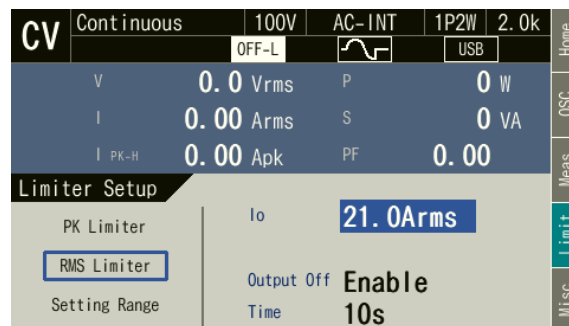 CV Continuous 100V AC-INT 1P2W 2.0k
OFF-L USB
V 0.0 Vrms P 0 W
I 0.00 Arms S 0 VA
I PK-H 0.00 Apk PF 0.00
Limiter Setup
PK Limiter
RMS Limiter
Setting Range
Io 21.0Arms
Output Off Enable
Time 10s
Home
OSC
Meas
Limit
Misc